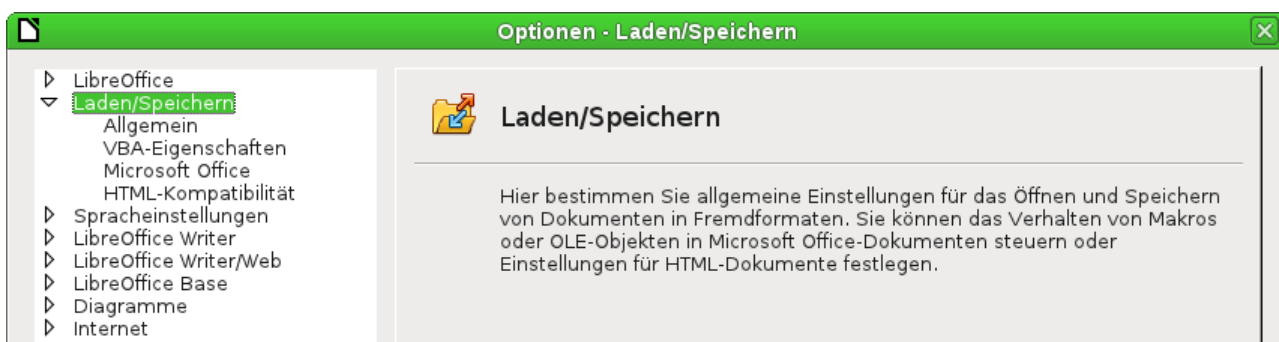 Optionen - Laden/Speichern
LibreOffice
Laden/Speichern
Allgemein
VBA-Eigenschaften
Microsoft Office
HTML-Kompatibilität
Spracheinstellungen
LibreOffice Writer
LibreOffice Writer/Web
LibreOffice Base
Diagramme
Internet
Laden/Speichern
Hier bestimmen Sie allgemeine Einstellungen für das Öffnen und Speichern
von Dokumenten in Fremdformaten. Sie können das Verhalten von Makros
oder OLE-Objekten in Microsoft Office-Dokumenten steuern oder
Einstellungen für HTML-Dokumente festlegen.